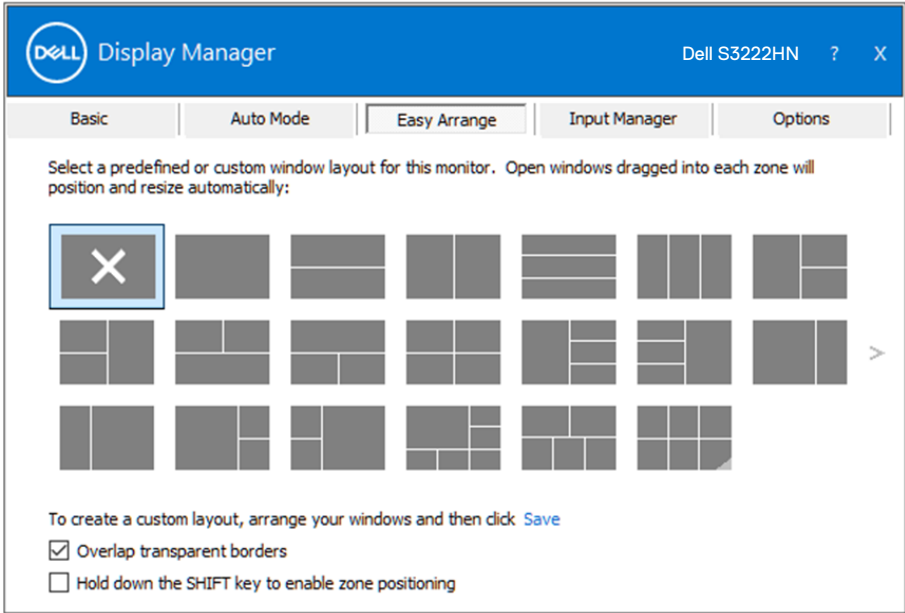 DELL Display Manager Dell S3222HN ? X
Basic Auto Mode Easy Arrange Input Manager Options
Select a predefined or custom window layout for this monitor. Open windows dragged into each zone will
position and resize automatically:
>
To create a custom layout, arrange your windows and then click Save
Overlap transparent borders
Hold down the SHIFT key to enable zone positioning